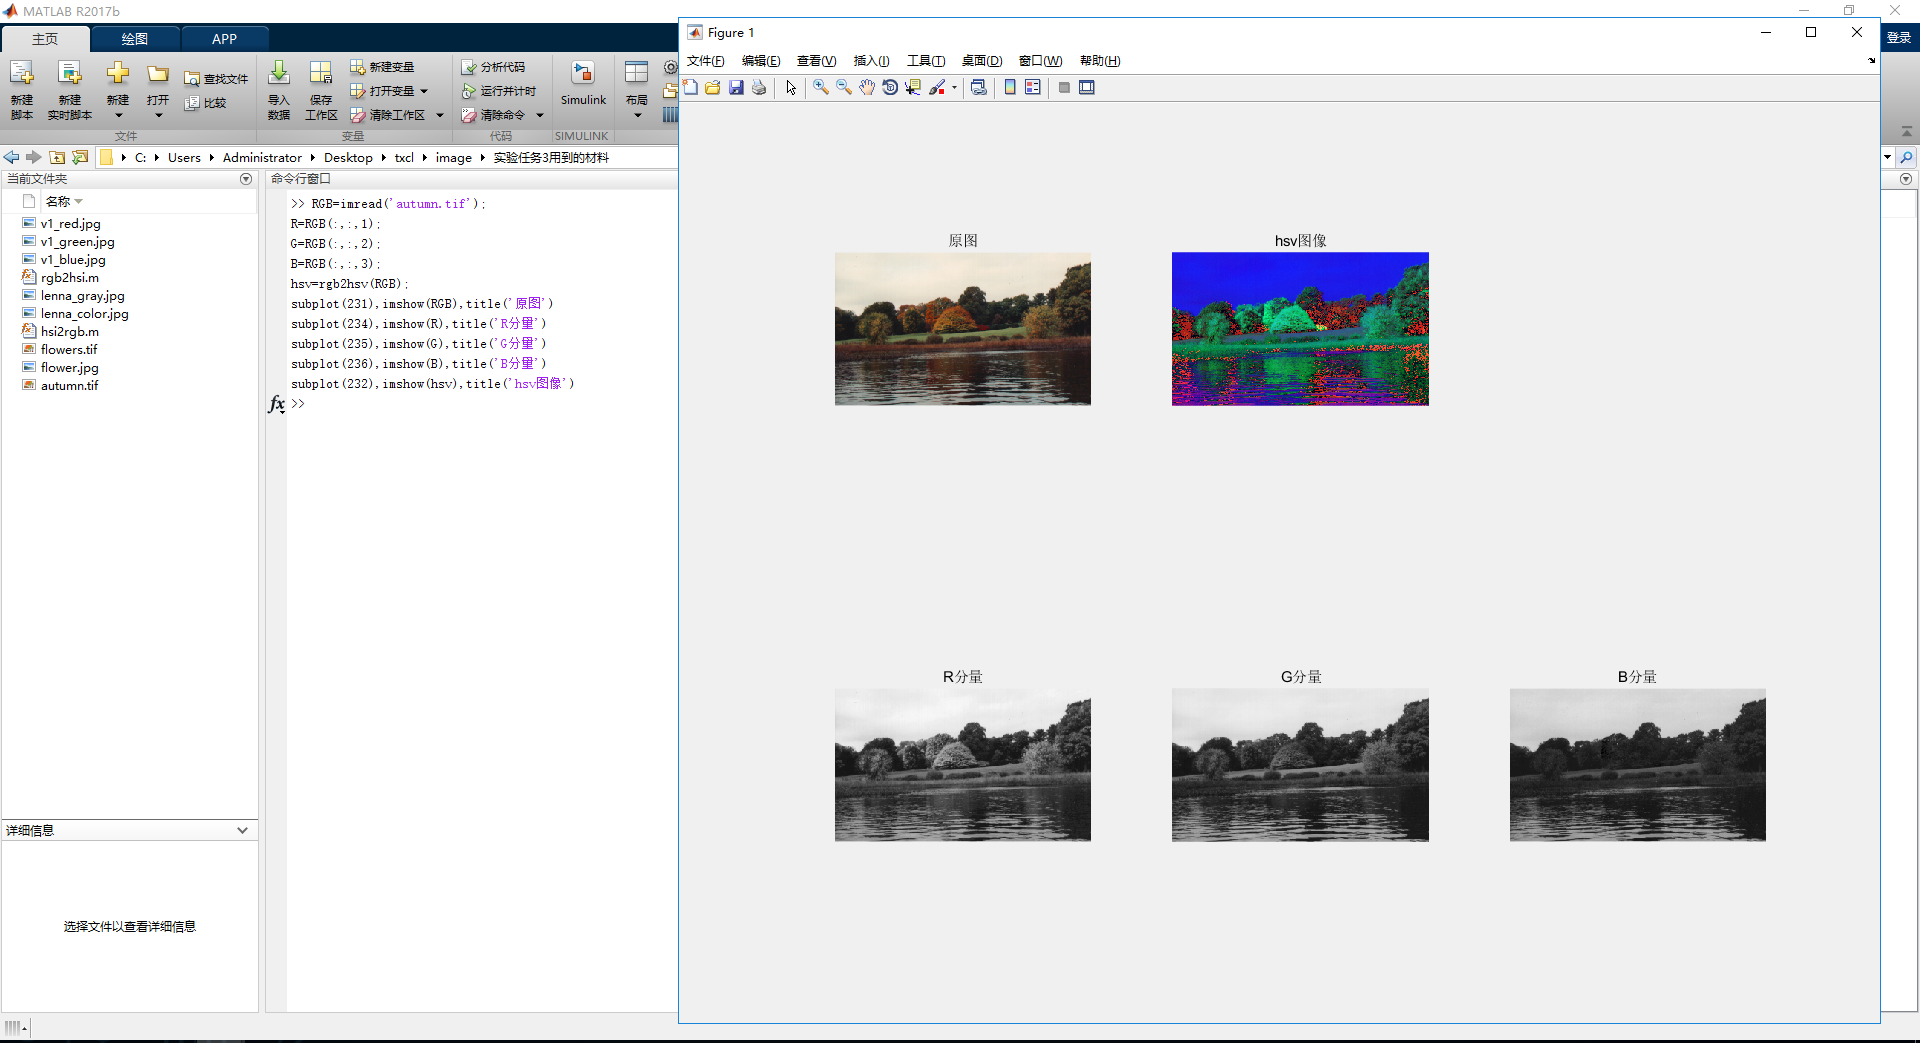 MATLAB R2017b
主页
绘图
APP
登录
新建
脚本
新建
实时脚本
新建
打开
查找文件
比较
文件
导入
数据
保存
工作区
新建变量
打开变量
清除工作区
变量
分析代码
运行并计时
清除命令
代码
Simulink
SIMULINK
布局
C:
Users
Administrator
Desktop
txcl
image
实验任务3用到的材料
当前文件夹
名称
v1_red.jpg
v1_green.jpg
v1_blue.jpg
rgb2hsi.m
lenna_gray.jpg
lenna_color.jpg
hsi2rgb.m
flowers.tif
flower.jpg
autumn.tif
详细信息
选择文件以查看详细信息
命令行窗口
>> RGB=imread('autumn.tif');
R=RGB(:,:,1);
G=RGB(:,:,2);
B=RGB(:,:,3);
hsv=rgb2hsv(RGB);
subplot(231),imshow(RGB),title('原图')
subplot(234),imshow(R),title('R分量')
subplot(235),imshow(G),title('G分量')
subplot(236),imshow(B),title('B分量')
subplot(232),imshow(hsv),title('hsv图像')
fx >>
Figure 1
文件(F) 编辑(E) 查看(V) 插入(I) 工具(T) 桌面(D) 窗口(W) 帮助(H)
原图
hsv图像
R分量
G分量
B分量